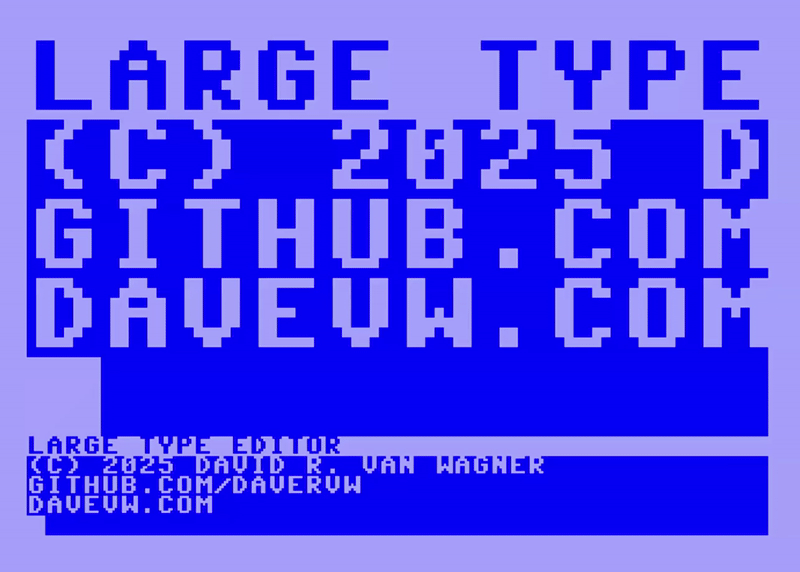 LARGE TYPE
(C) 2025 D
GITHUB.COM
DAVEVW.COM
LARGE TYPE EDITOR
(C) 2025 DAVID R. VAN WAGNER
GITHUB.COM/DAVERVW
DAVEVW.COM